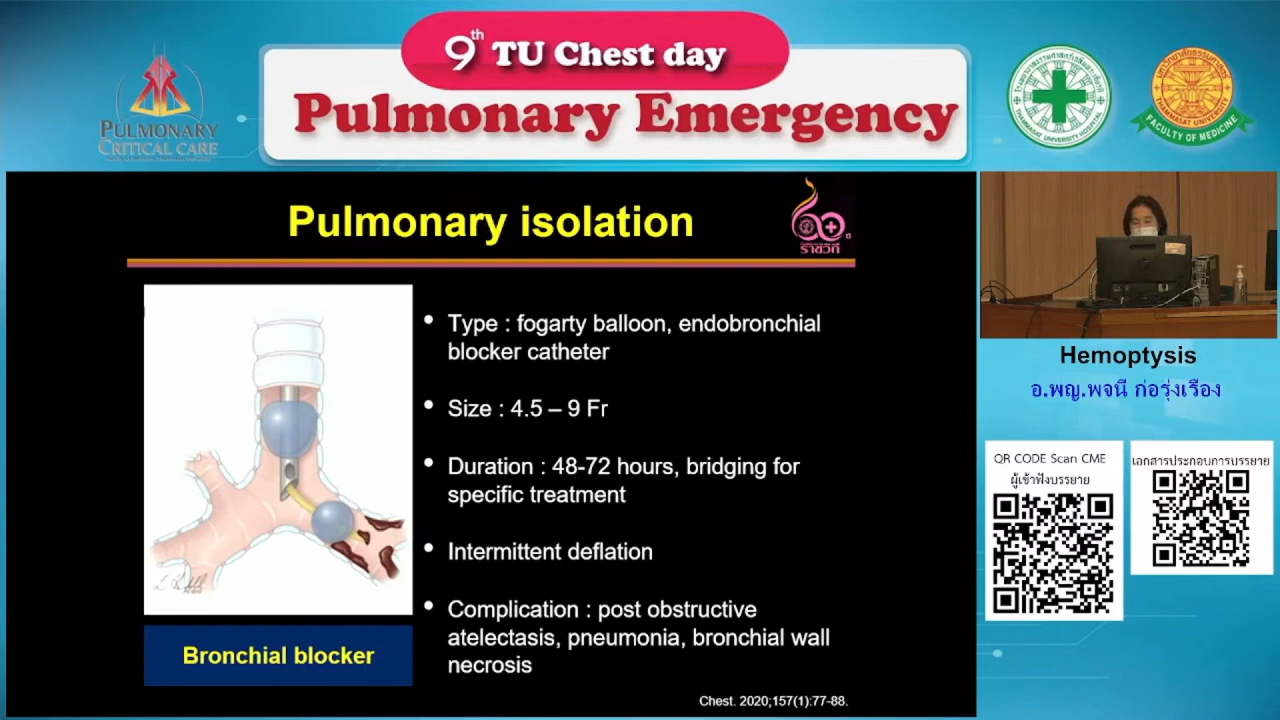 9th TU Chest day
Pulmonary Emergency
PULMONARY
CRITICAL CARE
THAMMASAT UNIVERSITY HOSPITAL
THAMMASAT UNIVERSITY
FACULTY OF MEDICINE
Pulmonary isolation
ราชวิถี
• Type : fogarty balloon, endobronchial
blocker catheter
• Size : 4.5 – 9 Fr
• Duration : 48-72 hours, bridging for
specific treatment
• Intermittent deflation
• Complication : post obstructive
atelectasis, pneumonia, bronchial wall
necrosis
Bronchial blocker
Chest. 2020;157(1):77-88.
Hemoptysis
อ.พญ.พจนี ก่อรุ่งเรือง
QR CODE Scan CME
ผู้เข้าฟังบรรยาย
เอกสารประกอบการบรรยาย